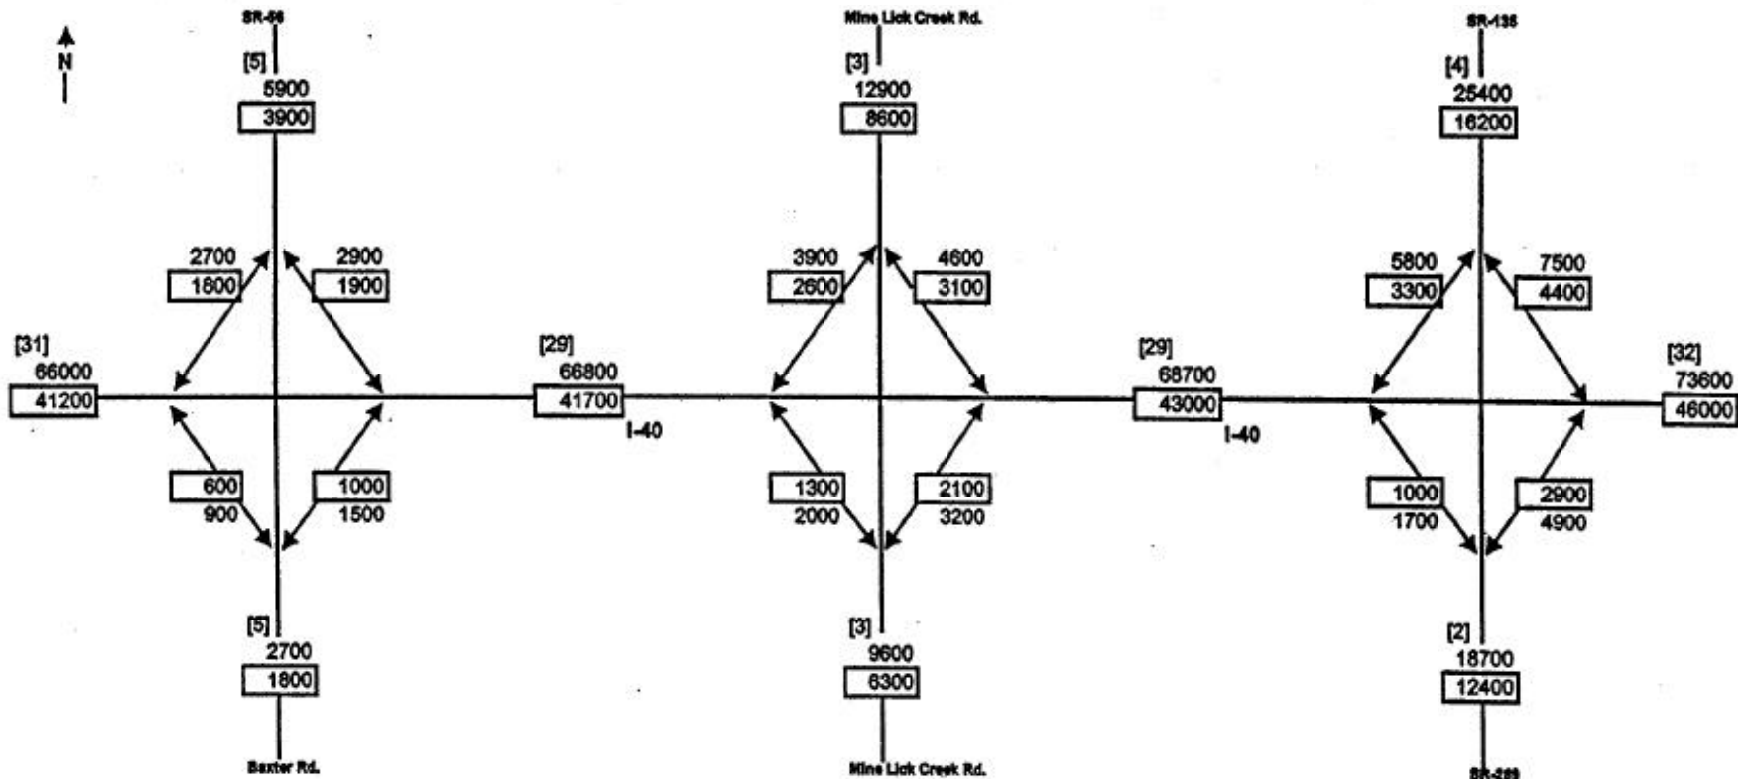 SR-56 Mine Lick Creek Rd. SR-135
N
[5] [3] [4]
5900 12900 25400
3900 8600 16200
2700 2900 3900 4600 5800 7500
1800 1900 2600 3100 3300 4400
[31] [29] [29] [32]
66000 66800 68700 73600
41200 41700 43000 46000
I-40 I-40
600 1000 1300 2100 1000 2900
900 1500 2000 3200 1700 4900
[5] [3] [2]
2700 9600 18700
1800 6300 12400
Baxter Rd. Mine Lick Creek Rd. SR-289